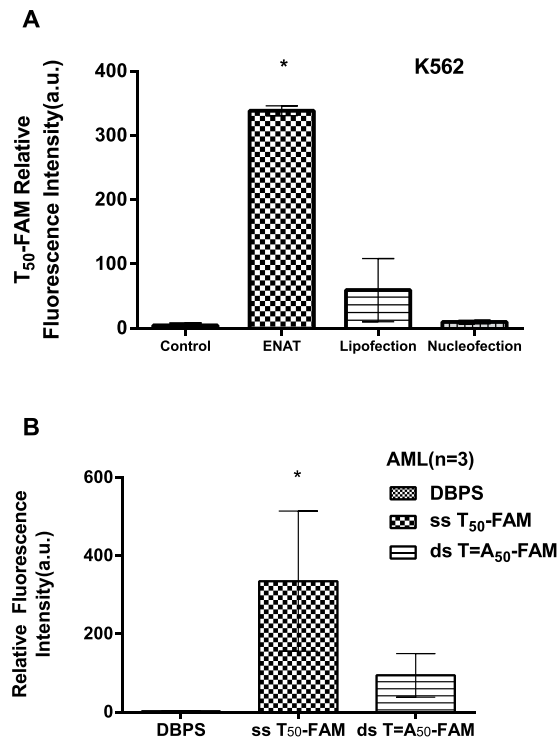 A
K562
*
T₅₀-FAM Relative
Fluorescence Intensity(a.u.)
400
300
200
100
0
Control ENAT Lipofection Nucleofection
B
AML(n=3)
DBPS
ss T₅₀-FAM
ds T=A₅₀-FAM
*
Relative Fluorescence
Intensity(a.u.)
600
400
200
0
DBPS ss T₅₀-FAM ds T=A₅₀-FAM